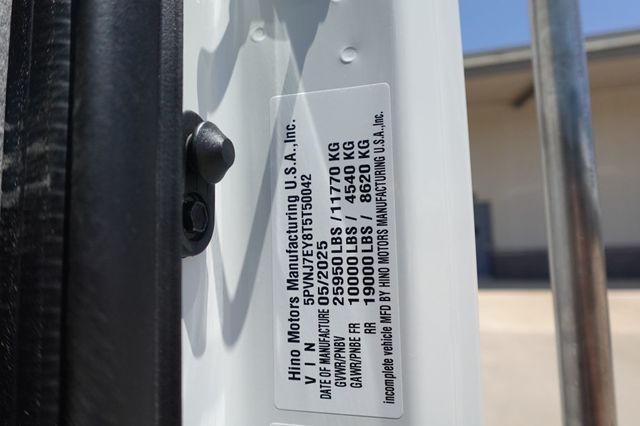 Hino Motors Manufacturing U.S.A.,Inc.
V I N 5PVNJ7EY8T5T50042
DATE OF MANUFACTURE 05/2025
GVWR/PNBV 25950 LBS / 11770 KG
GAWR/PNBE FR 10000 LBS / 4540 KG
RR 19000 LBS / 8620 KG
incomplete vehicle MFD BY HINO MOTORS MANUFACTURING U.S.A.,Inc.